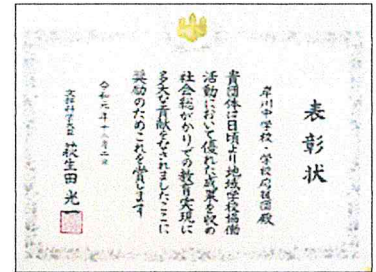 表彰状
岸川中学校・学校応援団殿
貴団体は日頃より地域学校協働
活動において優れた成果を収め
社会総がかりでの教育実現に
多大な貢献をなされましたここに
奨励のためこれを賞します
令和元年十二月二日
文部科学大臣 萩生田光一